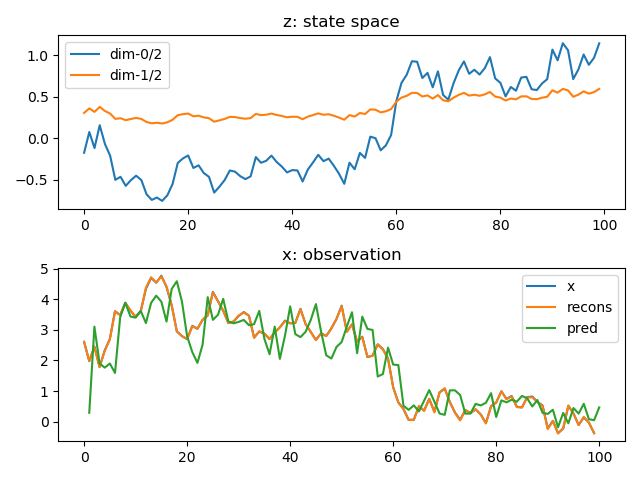 z: state space
dim-0/2
dim-1/2
1.0
0.5
0.0
−0.5
0 20 40 60 80 100
x: observation
x
recons
pred
5
4
3
2
1
0
0 20 40 60 80 100